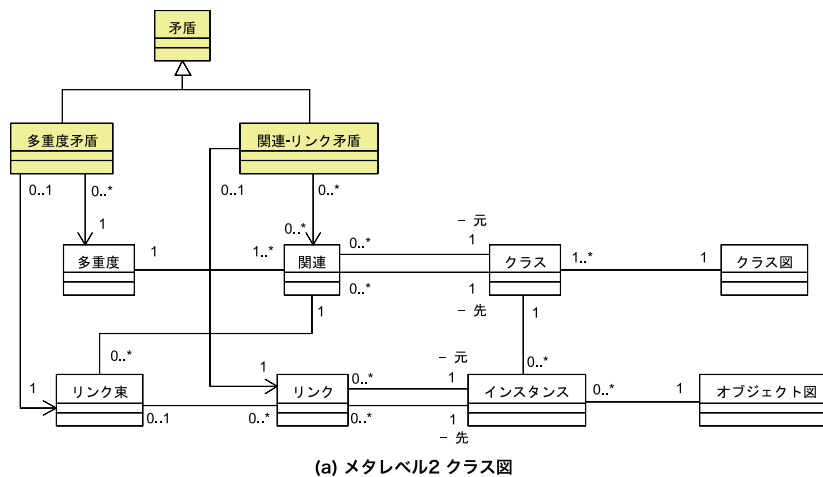 矛盾
多重度矛盾
関連-リンク矛盾
0..1
0..*
0..1
0..*
1
0..*
多重度
1
1..*
関連
0..*
- 元
1
クラス
1..*
1
クラス図
0..*
1
- 先
1
1
0..*
0..*
1
リンク束
1
リンク
0..*
- 元
1
インスタンス
0..*
1
オブジェクト図
0..1
0..*
0..*
1
- 先
(a) メタレベル2 クラス図